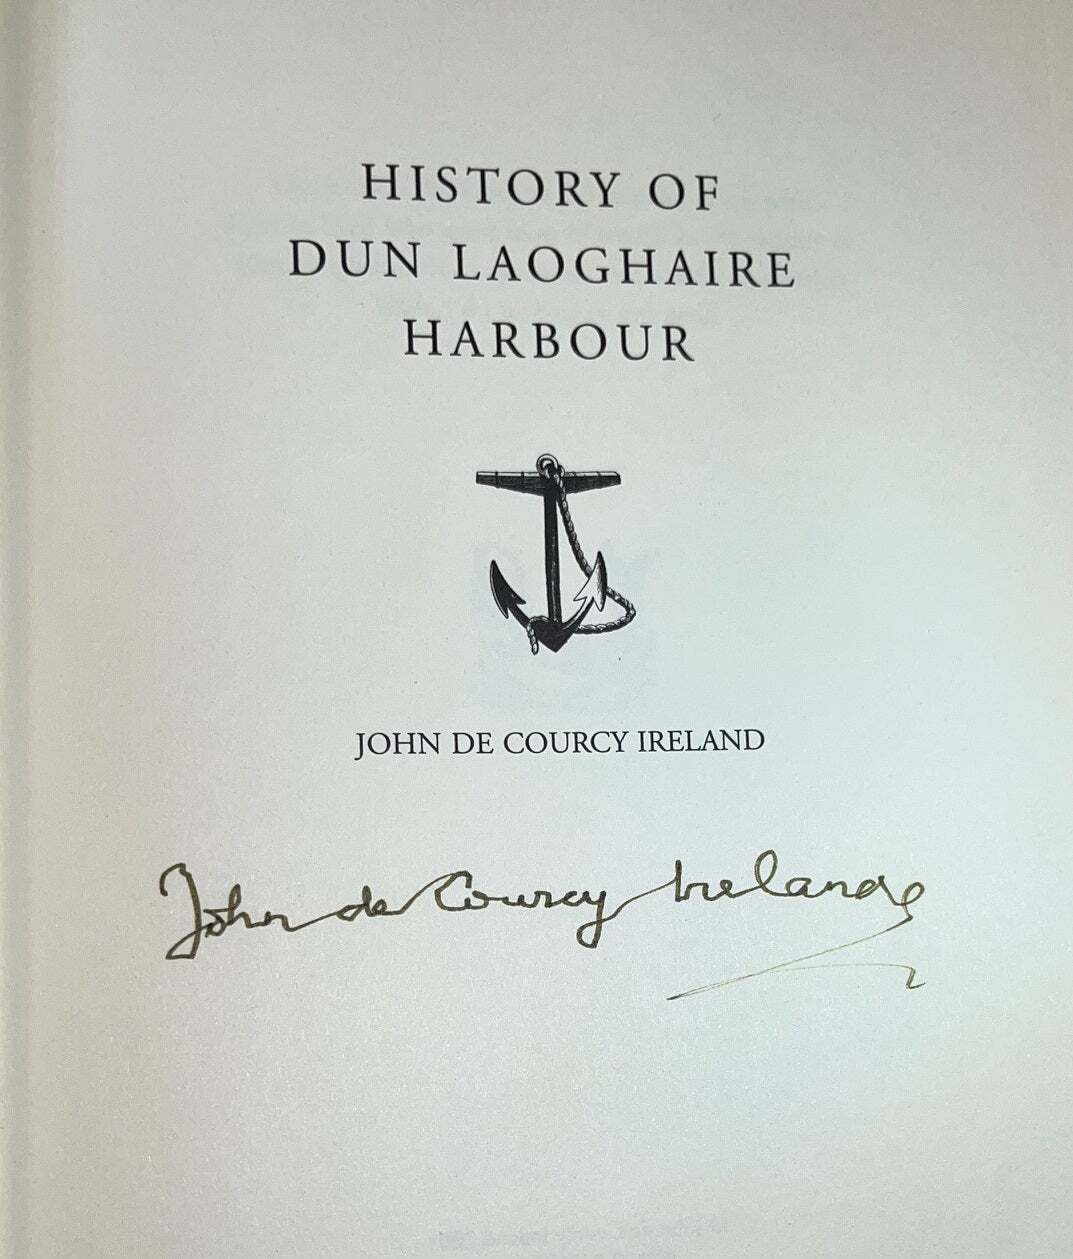 HISTORY OF
DUN LAOGHAIRE
HARBOUR
JOHN DE COURCY IRELAND
John de Courcy Ireland